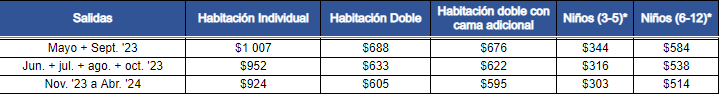 Salidas Habitación Individual Habitación Doble Habitación doble con cama adicional Niños (3-5)* Niños (6-12)*
Mayo + Sept. '23 $1 007 $688 $676 $344 $584
Jun. + jul. + ago. + oct. '23 $952 $633 $622 $316 $538
Nov. '23 a Abr. '24 $924 $605 $595 $303 $514